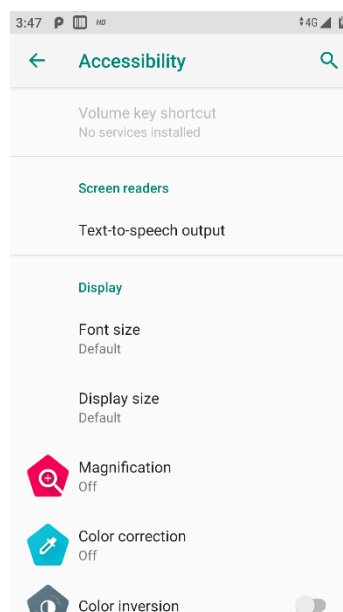 3:47 P HD 4G
Accessibility
Volume key shortcut
No services installed
Screen readers
Text-to-speech output
Display
Font size
Default
Display size
Default
Magnification
Off
Color correction
Off
Color inversion